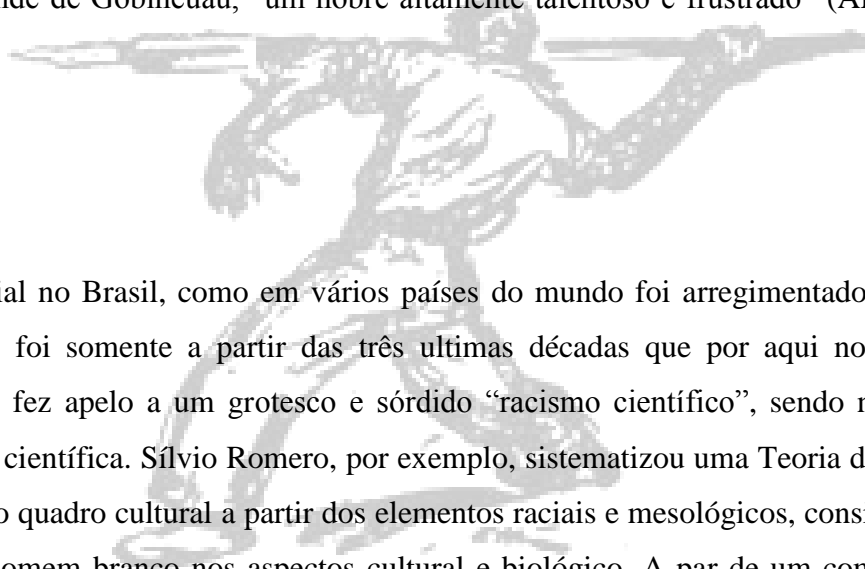 de Gobineau, “um nobre altamente talentoso e frustrado” (Al
ial no Brasil, como em vários países do mundo foi arregimentado
foi somente a partir das três ultimas décadas que por aqui no
fez apelo a um grotesco e sórdido “racismo científico”, sendo
científica. Sílvio Romero, por exemplo, sistematizou uma Teoria d
o quadro cultural a partir dos elementos raciais e mesológicos, consi
omem branco nos aspectos cultural e biológico. A par de um con